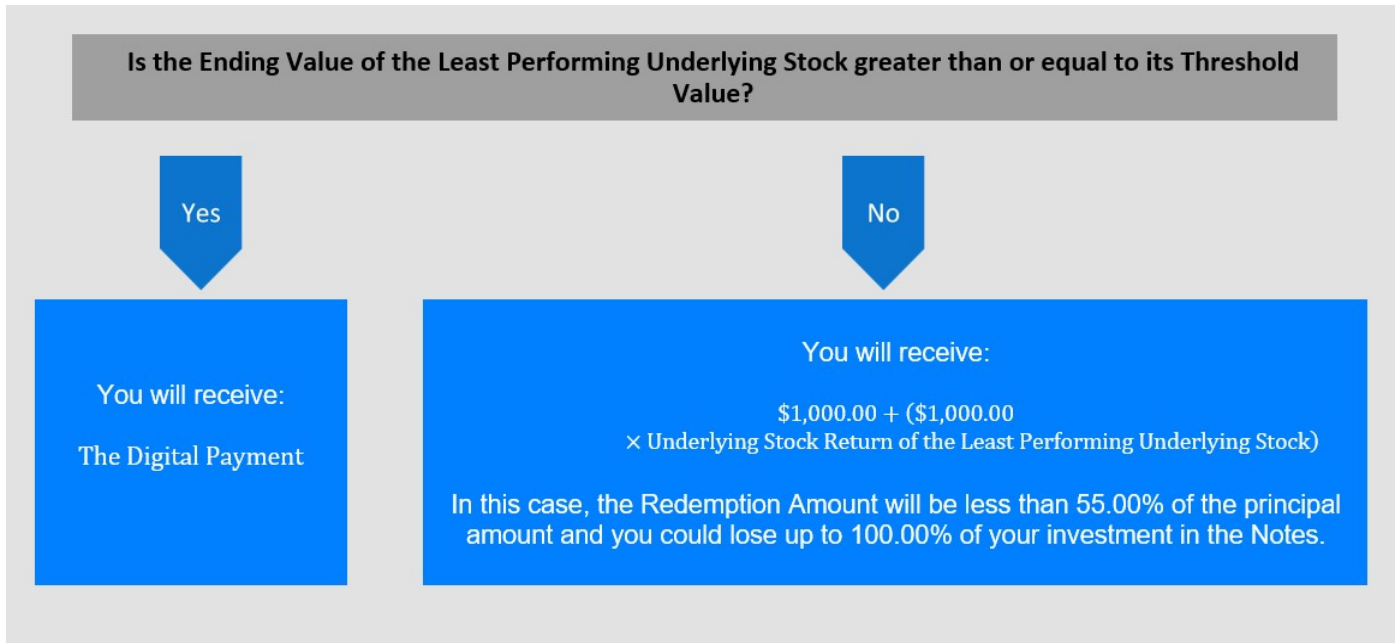 Is the Ending Value of the Least Performing Underlying Stock greater than or equal to its Threshold
Value?
Yes
No
You will receive:
The Digital Payment
You will receive:
$1,000.00 + ($1,000.00
× Underlying Stock Return of the Least Performing Underlying Stock)
In this case, the Redemption Amount will be less than 55.00% of the principal
amount and you could lose up to 100.00% of your investment in the Notes.